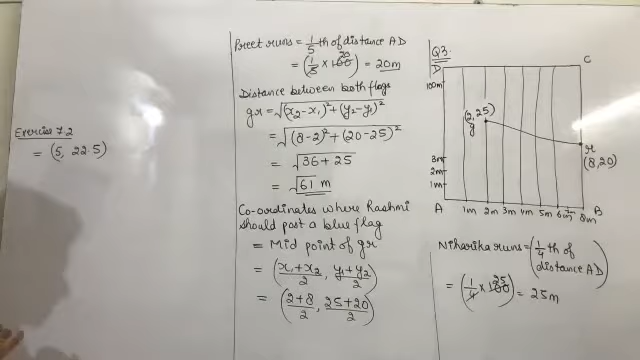 Exercise 7.2
= (5, 22.5)
Preet runs = 1/5 th of distance AD
= (1/5 × 100 20) = 20m
Distance between both flags
gr = √(x2 - x1)² + (y2 - y1)²
= √(8-2)² + (20-25)²
= √36 + 25
= √61 m
Co-ordinates where Rashmi
should post a blue flag
= Mid point of gr
= (x1+x2/2, y1+y2/2)
= (2+8/2, 25+20/2)
Q3.
D C
100m
(2,25)
g
r
(8,20)
3m
2m
1m
A B
1m 2m 3m 4m 5m 6m 7m 8m
Niharika runs = (1/4 th of
distance AD)
= (1/4 × 100 25) = 25m